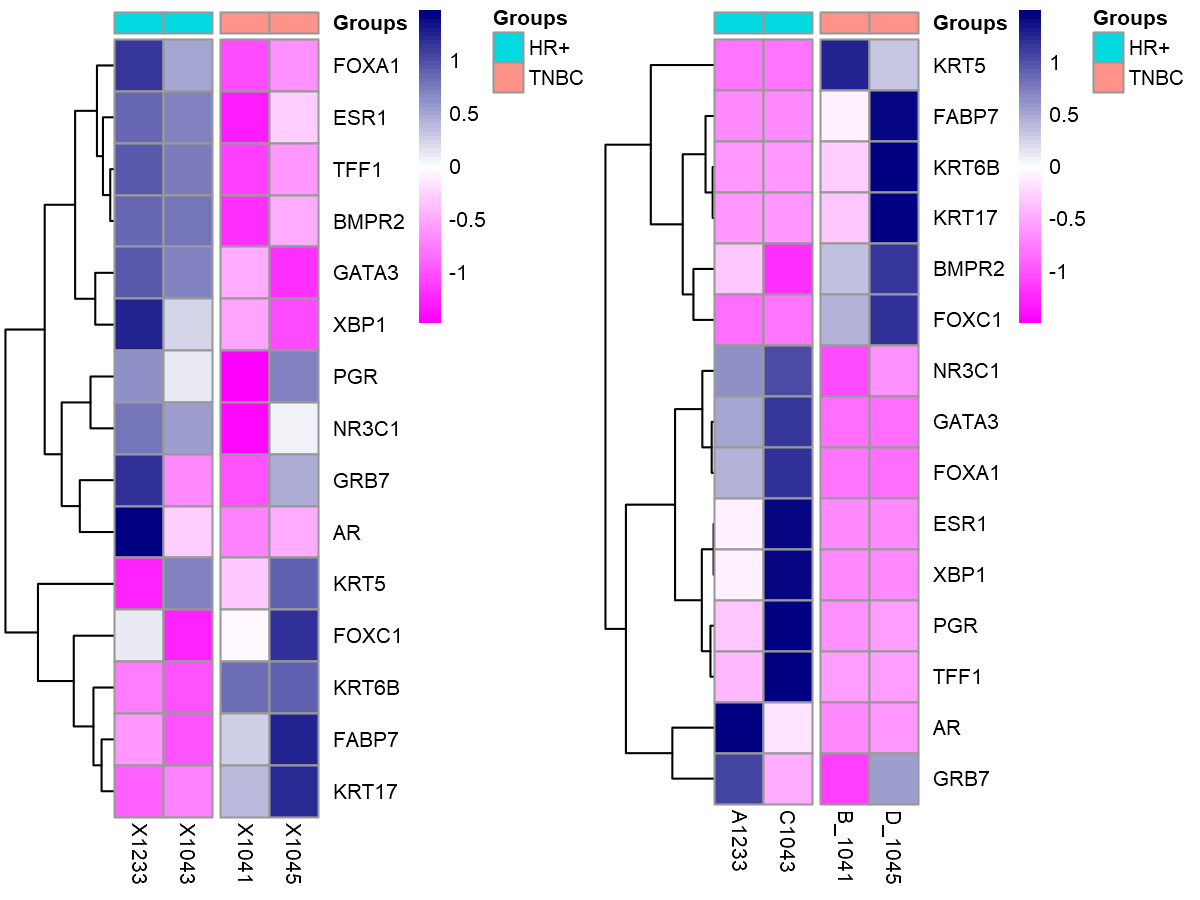 Groups
FOXA1
ESR1
TFF1
BMPR2
GATA3
XBP1
PGR
NR3C1
GRB7
AR
KRT5
FOXC1
KRT6B
FABP7
KRT17
X1233
X1043
X1041
X1045
1
0.5
0
-0.5
-1
Groups
HR+
TNBC
Groups
KRT5
FABP7
KRT6B
KRT17
BMPR2
FOXC1
NR3C1
GATA3
FOXA1
ESR1
XBP1
PGR
TFF1
AR
GRB7
A1233
C1043
B_1041
D_1045
1
0.5
0
-0.5
-1
Groups
HR+
TNBC